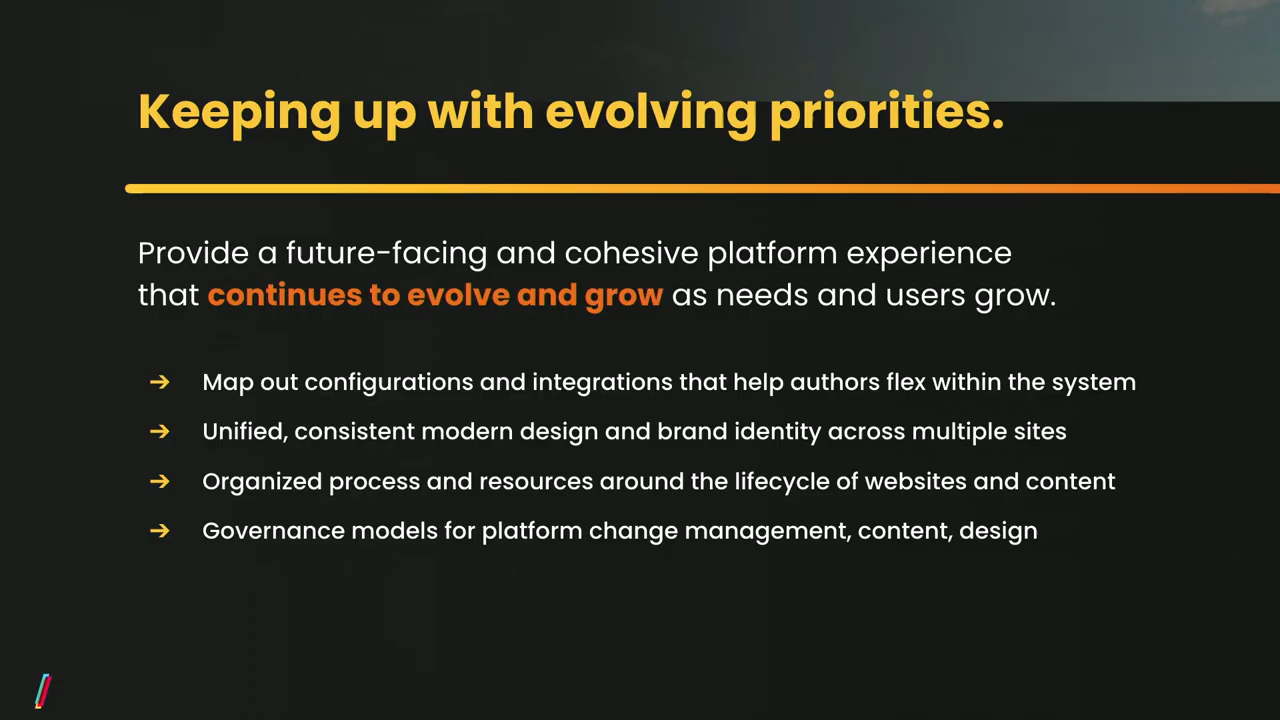 Keeping up with evolving priorities.
Provide a future-facing and cohesive platform experience
that continues to evolve and grow as needs and users grow.
➔ Map out configurations and integrations that help authors flex within the system
➔ Unified, consistent modern design and brand identity across multiple sites
➔ Organized process and resources around the lifecycle of websites and content
➔ Governance models for platform change management, content, design